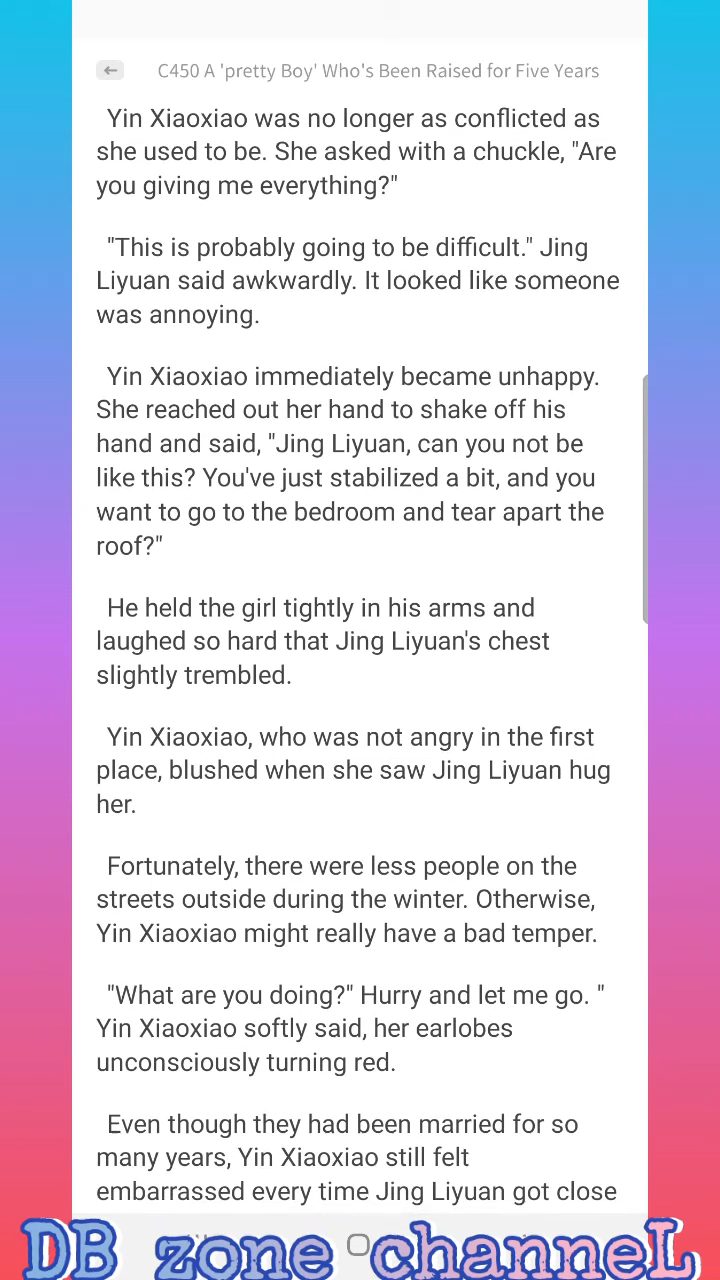 C450 A 'pretty Boy' Who's Been Raised for Five Years
Yin Xiaoxiao was no longer as conflicted as
she used to be. She asked with a chuckle, "Are
you giving me everything?"
"This is probably going to be difficult." Jing
Liyuan said awkwardly. It looked like someone
was annoying.
Yin Xiaoxiao immediately became unhappy.
She reached out her hand to shake off his
hand and said, "Jing Liyuan, can you not be
like this? You've just stabilized a bit, and you
want to go to the bedroom and tear apart the
roof?"
He held the girl tightly in his arms and
laughed so hard that Jing Liyuan's chest
slightly trembled.
Yin Xiaoxiao, who was not angry in the first
place, blushed when she saw Jing Liyuan hug
her.
Fortunately, there were less people on the
streets outside during the winter. Otherwise,
Yin Xiaoxiao might really have a bad temper.
"What are you doing?" Hurry and let me go. "
Yin Xiaoxiao softly said, her earlobes
unconsciously turning red.
Even though they had been married for so
many years, Yin Xiaoxiao still felt
embarrassed every time Jing Liyuan got close
DB zone channeL